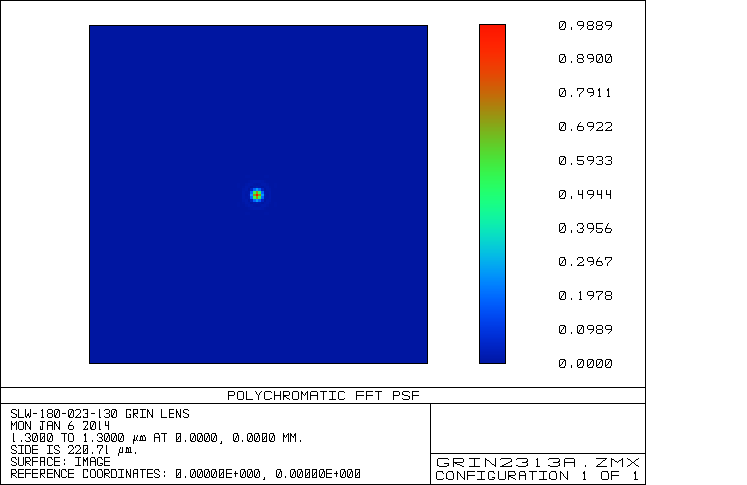 0.9889
0.8900
0.7911
0.6922
0.5933
0.4944
0.3956
0.2967
0.1978
0.0989
0.0000
POLYCHROMATIC FFT PSF
SLW-180-023-130 GRIN LENS
MON JAN 6 2014
1.3000 TO 1.3000 µm AT 0.0000, 0.0000 MM.
SIDE IS 220.71 µm.
SURFACE: IMAGE
REFERENCE COORDINATES: 0.00000E+000, 0.00000E+000
GRIN2313A.ZMX
CONFIGURATION 1 OF 1